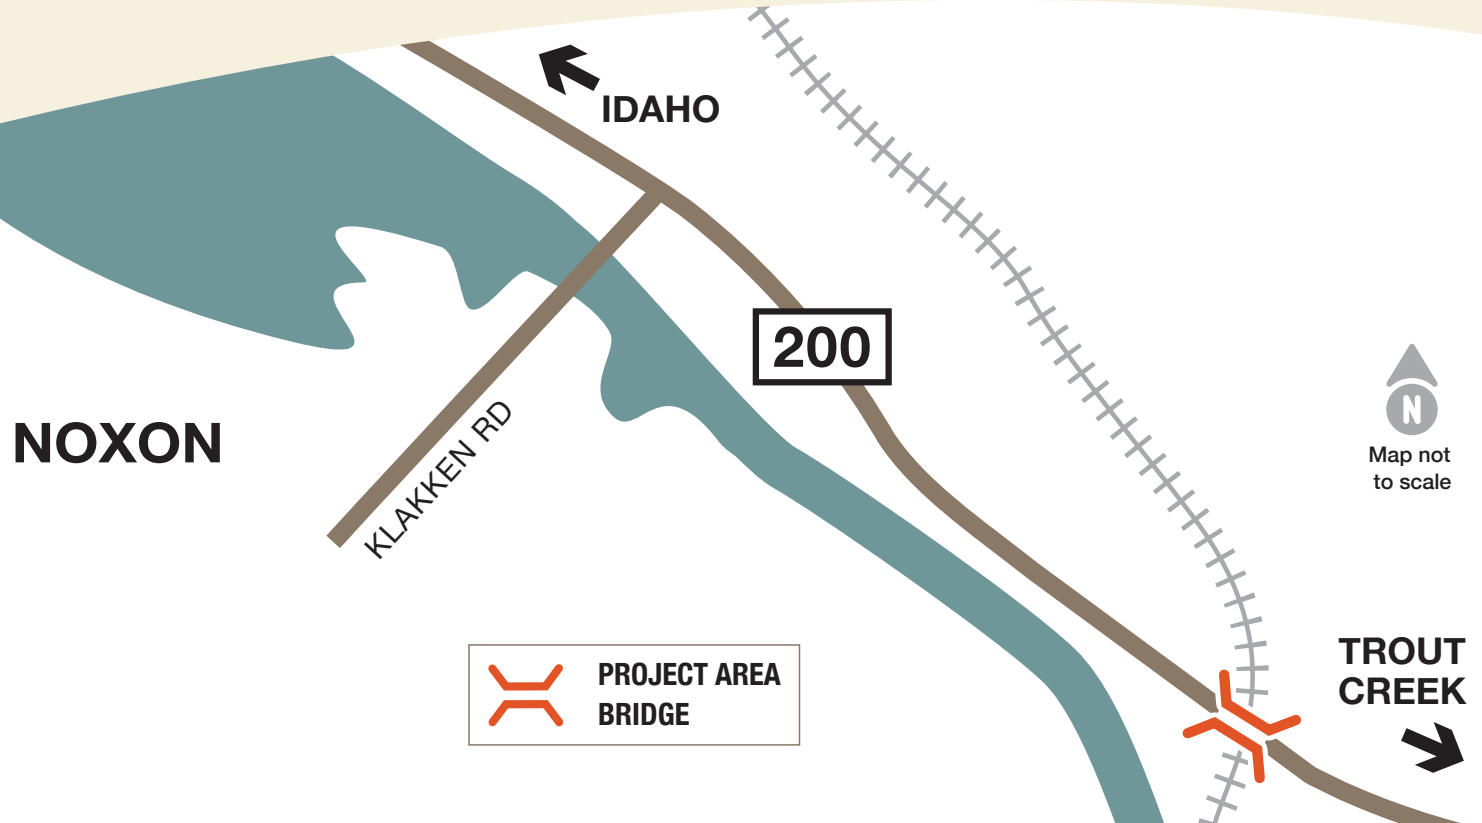 IDAHO
200
NOXON
KLAKKEN RD
N
Map not
to scale
PROJECT AREA
BRIDGE
TROUT
CREEK